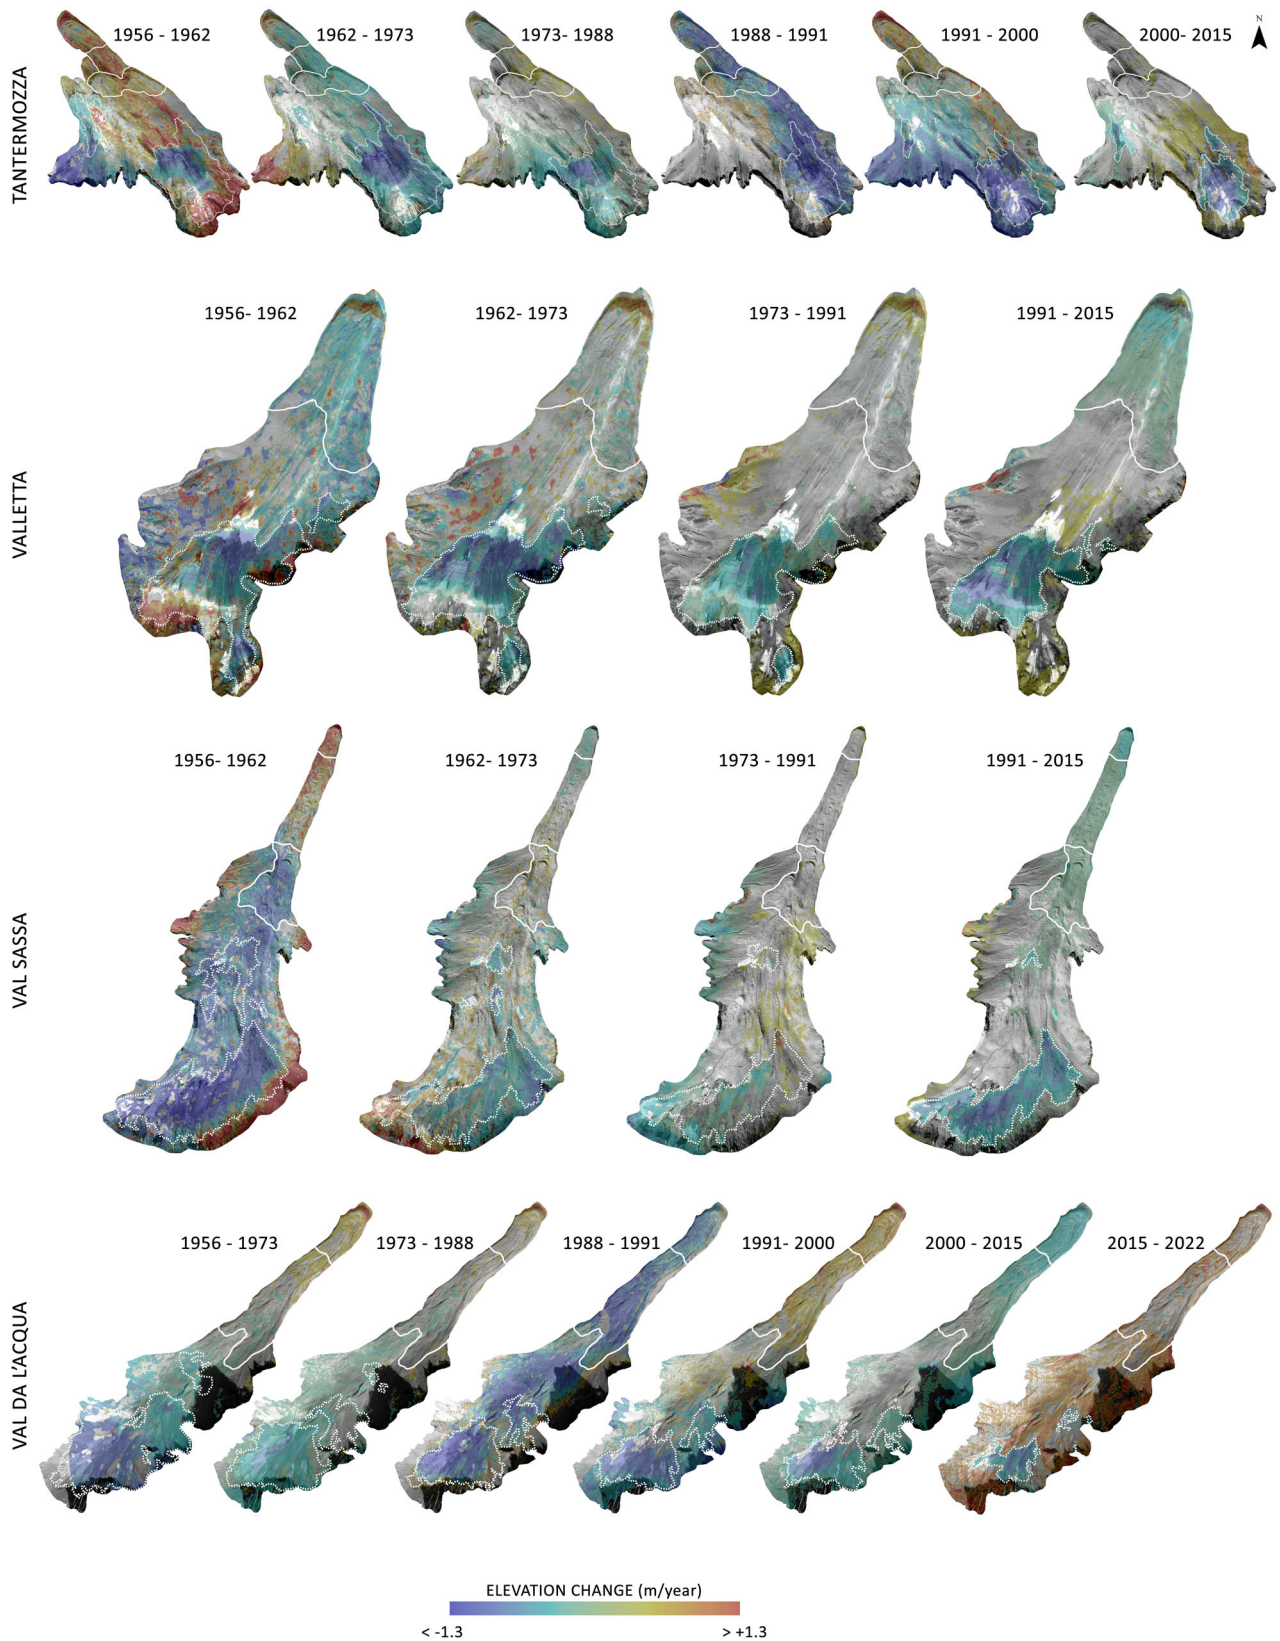 1956 - 1962 1962 - 1973 1973- 1988 1988 - 1991 1991 - 2000 2000- 2015 N
TANTERMOZZA
1956- 1962 1962- 1973 1973 - 1991 1991 - 2015
VALLETTA
1956- 1962 1962- 1973 1973 - 1991 1991 - 2015
VAL SASSA
1956 - 1973 1973 - 1988 1988 - 1991 1991- 2000 2000 - 2015 2015 - 2022
VAL DA L'ACQUA
ELEVATION CHANGE (m/year)
< -1.3 > +1.3